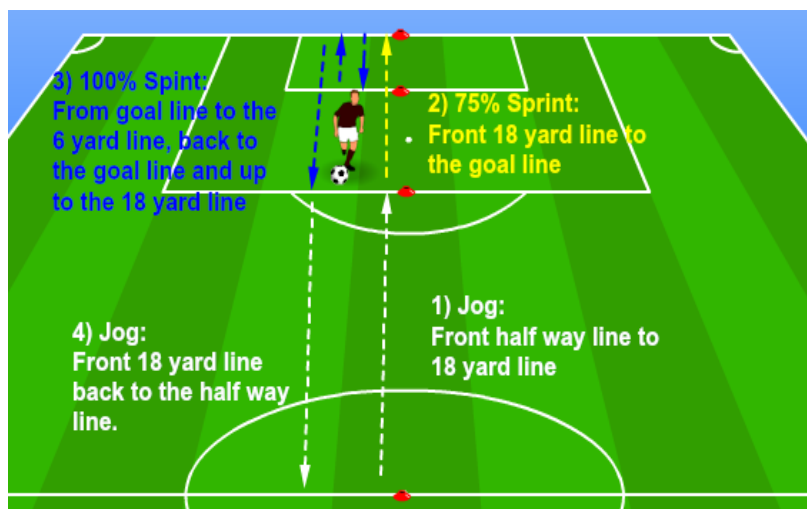 3) 100% Spint:
From goal line to the
6 yard line, back to
the goal line and up
to the 18 yard line
2) 75% Sprint:
Front 18 yard line to
the goal line
1) Jog:
Front half way line to
18 yard line
4) Jog:
Front 18 yard line
back to the half way
line.